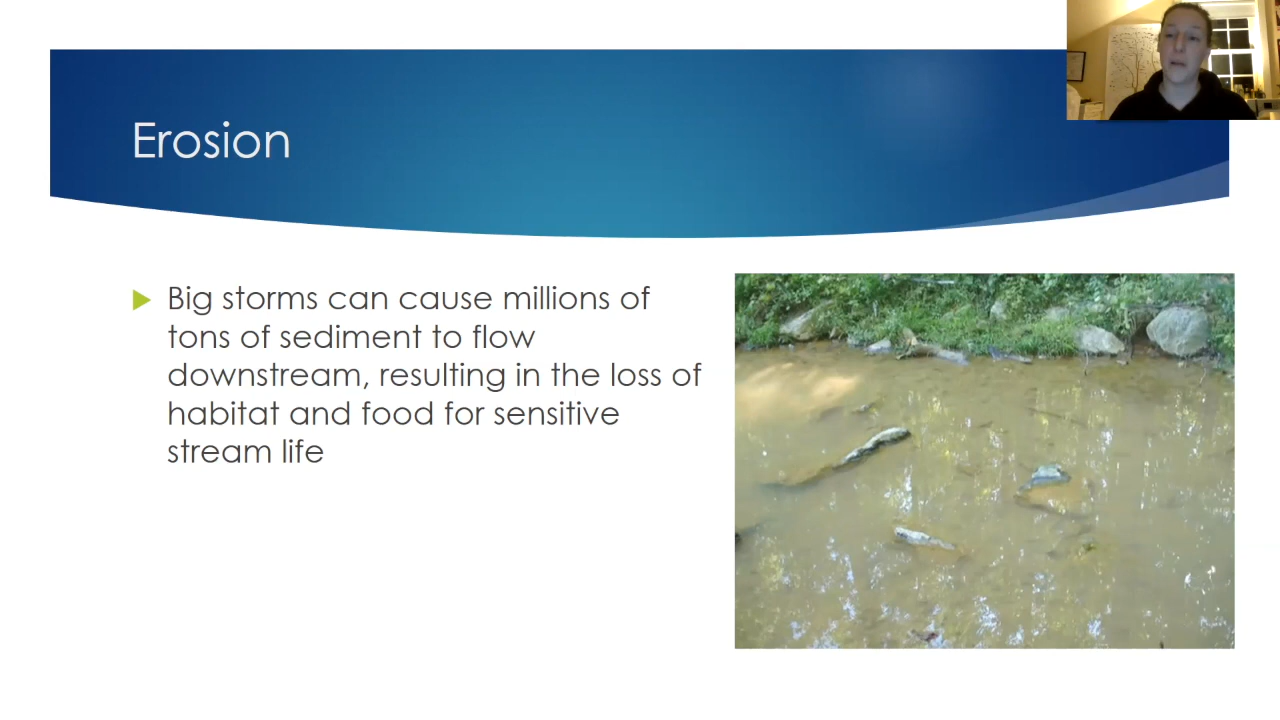 Erosion
Big storms can cause millions of
tons of sediment to flow
downstream, resulting in the loss of
habitat and food for sensitive
stream life